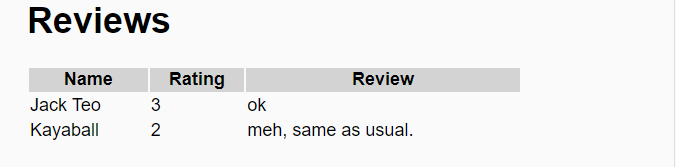 Reviews
Name Rating Review
Jack Teo 3 ok
Kayaball 2 meh, same as usual.